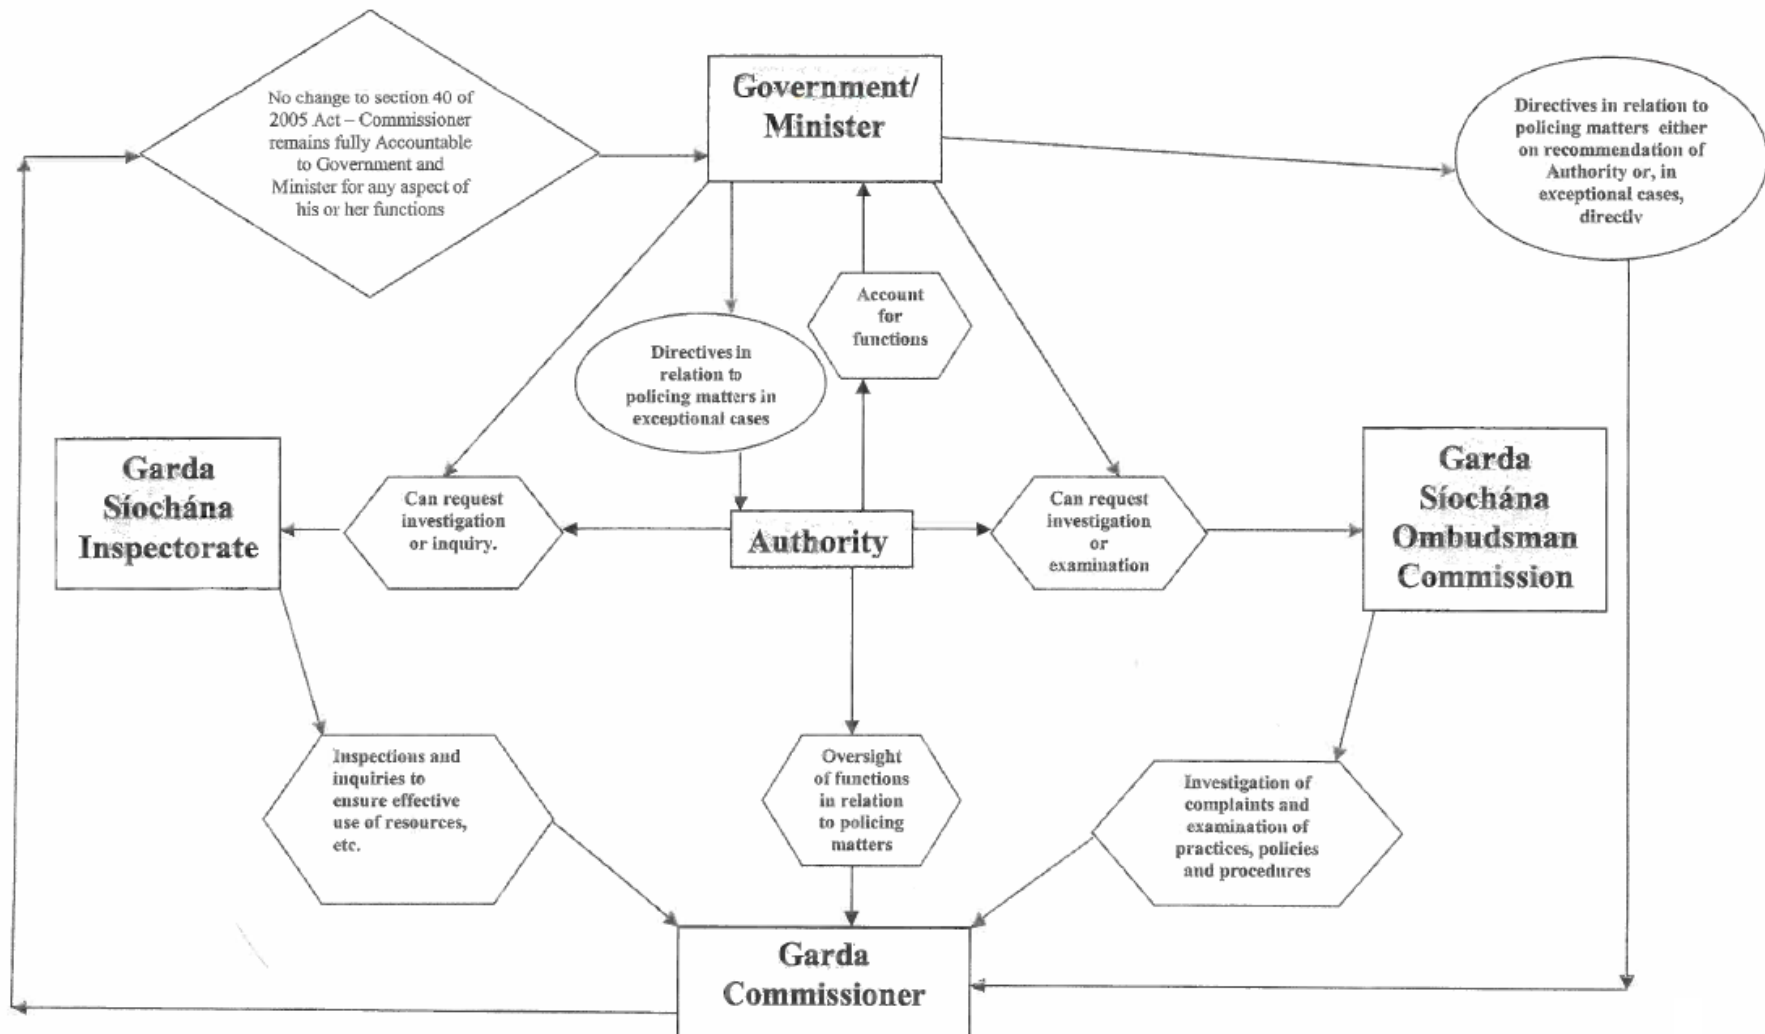 Government/
Minister
No change to section 40 of
2005 Act – Commissioner
remains fully Accountable
to Government and
Minister for any aspect of
his or her functions
Directives in relation to
policing matters either
on recommendation of
Authority or, in
exceptional cases,
directly
Account
for
functions
Directives in
relation to
policing matters in
exceptional cases
Garda
Síochána
Inspectorate
Can request
investigation
or inquiry.
Authority
Can request
investigation
or
examination
Garda
Síochána
Ombudsman
Commission
Inspections and
inquiries to
ensure effective
use of resources,
etc.
Oversight
of functions
in relation
to policing
matters
Investigation of
complaints and
examination of
practices, policies
and procedures
Garda
Commissioner